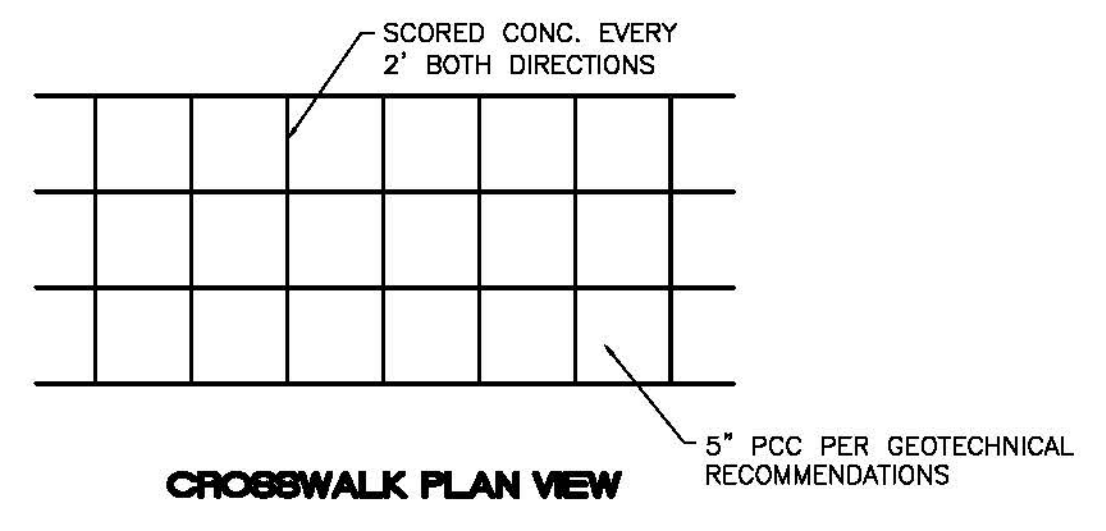 SCORED CONC. EVERY
2' BOTH DIRECTIONS
5" PCC PER GEOTECHNICAL
RECOMMENDATIONS
CROSSWALK PLAN VIEW